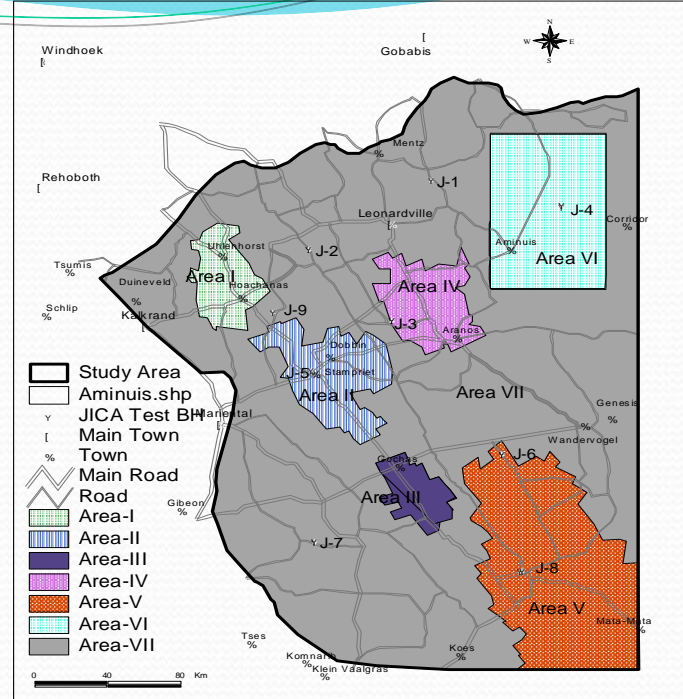 Windhoek
Gobabis
N
W E
S
Mentz
Rehoboth
J-1
Leonardville
J-4
Corridor
Uhlenhorst
J-2
Aminuis
Area VI
Tsumis
Area I
Duineveld
Hoachanas
Area IV
Schlip
Kalkrand
J-9
J-3
Aranos
Dobbin
J-5
Stampriet
Area II
Area VII
Study Area
Aminuis.shp
JICA Test BH
Mariental
Main Town
Town
Main Road
Road
Genesis
Wandervogel
Gochas
J-6
Area III
Gibeon
J-7
J-8
Area V
Mata-Mata
Area-I
Area-II
Area-III
Area-IV
Area-V
Area-VI
Area-VII
Tses
Koes
Komnarth
Klein Vaalgras
0 40 80 Km